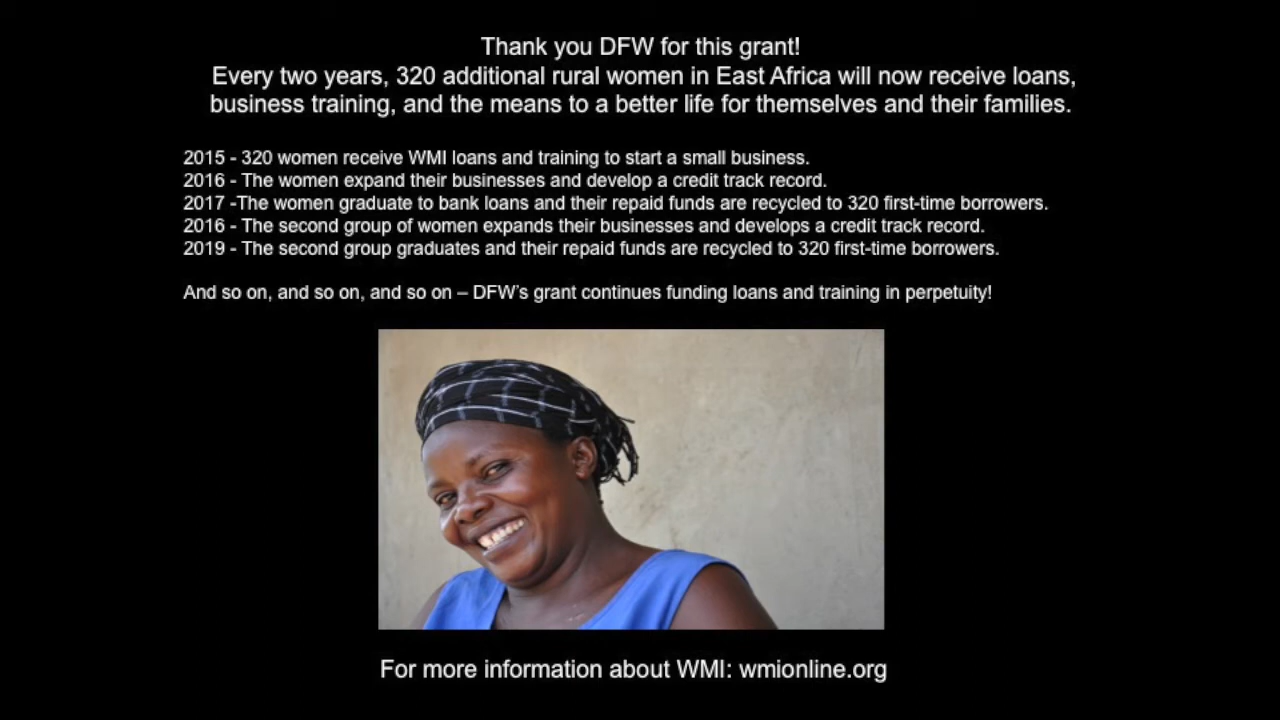 Thank you DFW for this grant!
Every two years, 320 additional rural women in East Africa will now receive loans,
business training, and the means to a better life for themselves and their families.
2015 - 320 women receive WMI loans and training to start a small business.
2016 - The women expand their businesses and develop a credit track record.
2017 -The women graduate to bank loans and their repaid funds are recycled to 320 first-time borrowers.
2016 - The second group of women expands their businesses and develops a credit track record.
2019 - The second group graduates and their repaid funds are recycled to 320 first-time borrowers.
And so on, and so on, and so on – DFW’s grant continues funding loans and training in perpetuity!
For more information about WMI: wmionline.org